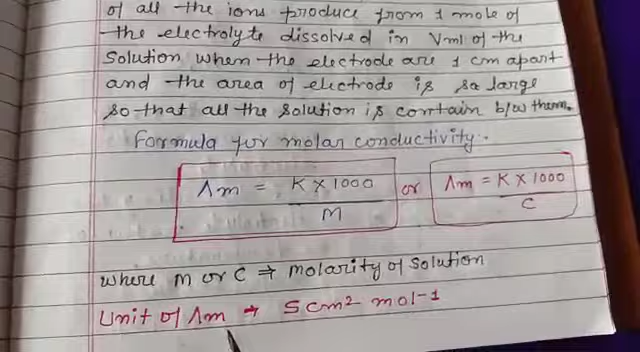 of all the ions produce from 1 mole of
the electrolyte dissolved in Vml of the
solution when the electrode are 1 cm apart
and the area of electrode is so large
so that all the solution is contain b/w them.
Formula for molar conductivity.
Λm = K × 1000 / M or Λm = K × 1000 / C
where M or C ⇒ molarity of solution
Unit of Λm → S cm² mol-1